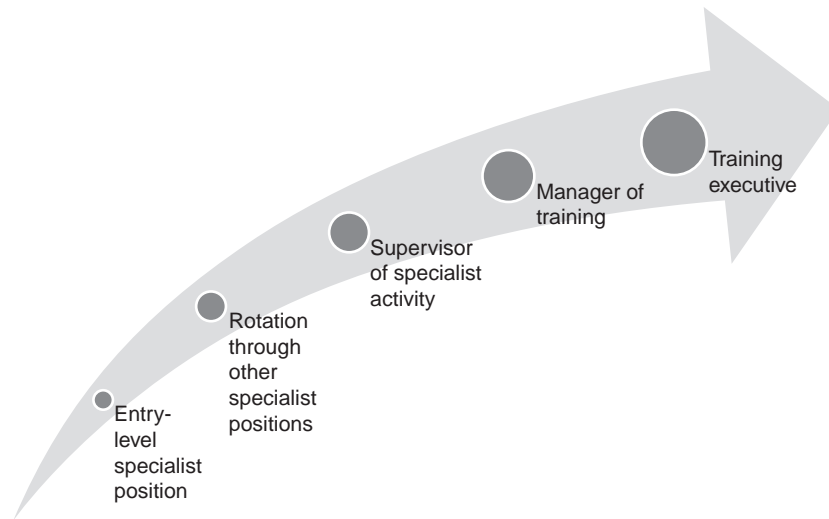 Entry-
level
specialist
position
Rotation
through
other
specialist
positions
Supervisor
of specialist
activity
Manager of
training
Training
executive